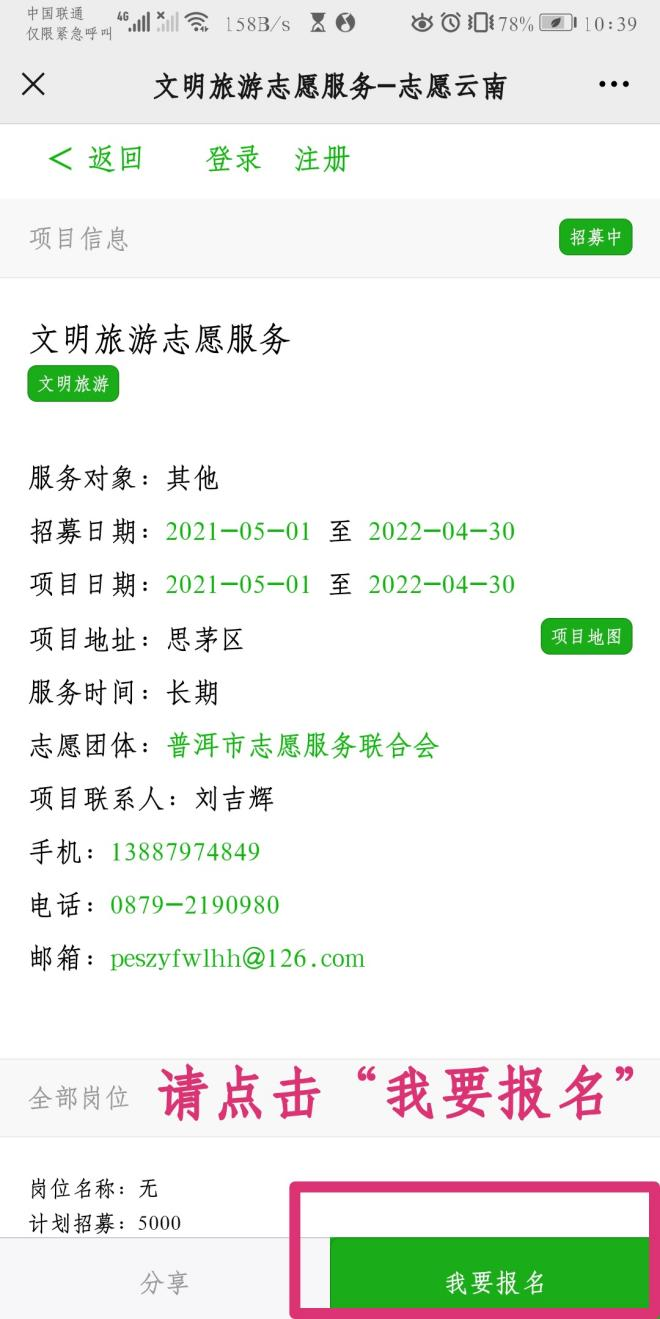 中国联通
仅限紧急呼叫
4G 158B/s 78% 10:39
文明旅游志愿服务—志愿云南
< 返回 登录 注册
项目信息 招募中
文明旅游志愿服务
文明旅游
服务对象：其他
招募日期：2021-05-01 至 2022-04-30
项目日期：2021-05-01 至 2022-04-30
项目地址：思茅区 项目地图
服务时间：长期
志愿团体：普洱市志愿服务联合会
项目联系人：刘吉辉
手机：13887974849
电话：0879-2190980
邮箱：peszyfwlhh@126.com
全部岗位 请点击“我要报名”
岗位名称：无
计划招募：5000
分享 我要报名